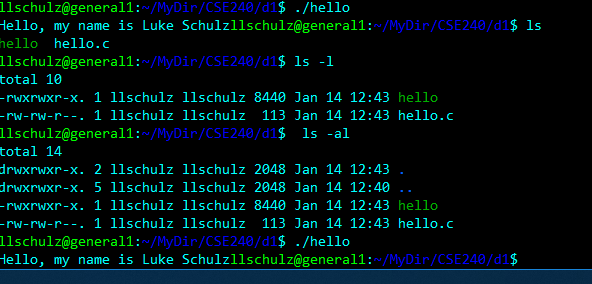 llschulz@general1:~/MyDir/CSE240/d1$ ./hello
Hello, my name is Luke Schulzllschulz@general1:~/MyDir/CSE240/d1$ ls
hello  hello.c
llschulz@general1:~/MyDir/CSE240/d1$ ls -l
total 10
-rwxrwxr-x. 1 llschulz llschulz 8440 Jan 14 12:43 hello
-rw-rw-r--. 1 llschulz llschulz  113 Jan 14 12:43 hello.c
llschulz@general1:~/MyDir/CSE240/d1$  ls -al
total 14
drwxrwxr-x. 2 llschulz llschulz 2048 Jan 14 12:43 .
drwxrwxr-x. 5 llschulz llschulz 2048 Jan 14 12:40 ..
-rwxrwxr-x. 1 llschulz llschulz 8440 Jan 14 12:43 hello
-rw-rw-r--. 1 llschulz llschulz  113 Jan 14 12:43 hello.c
llschulz@general1:~/MyDir/CSE240/d1$ ./hello
Hello, my name is Luke Schulzllschulz@general1:~/MyDir/CSE240/d1$